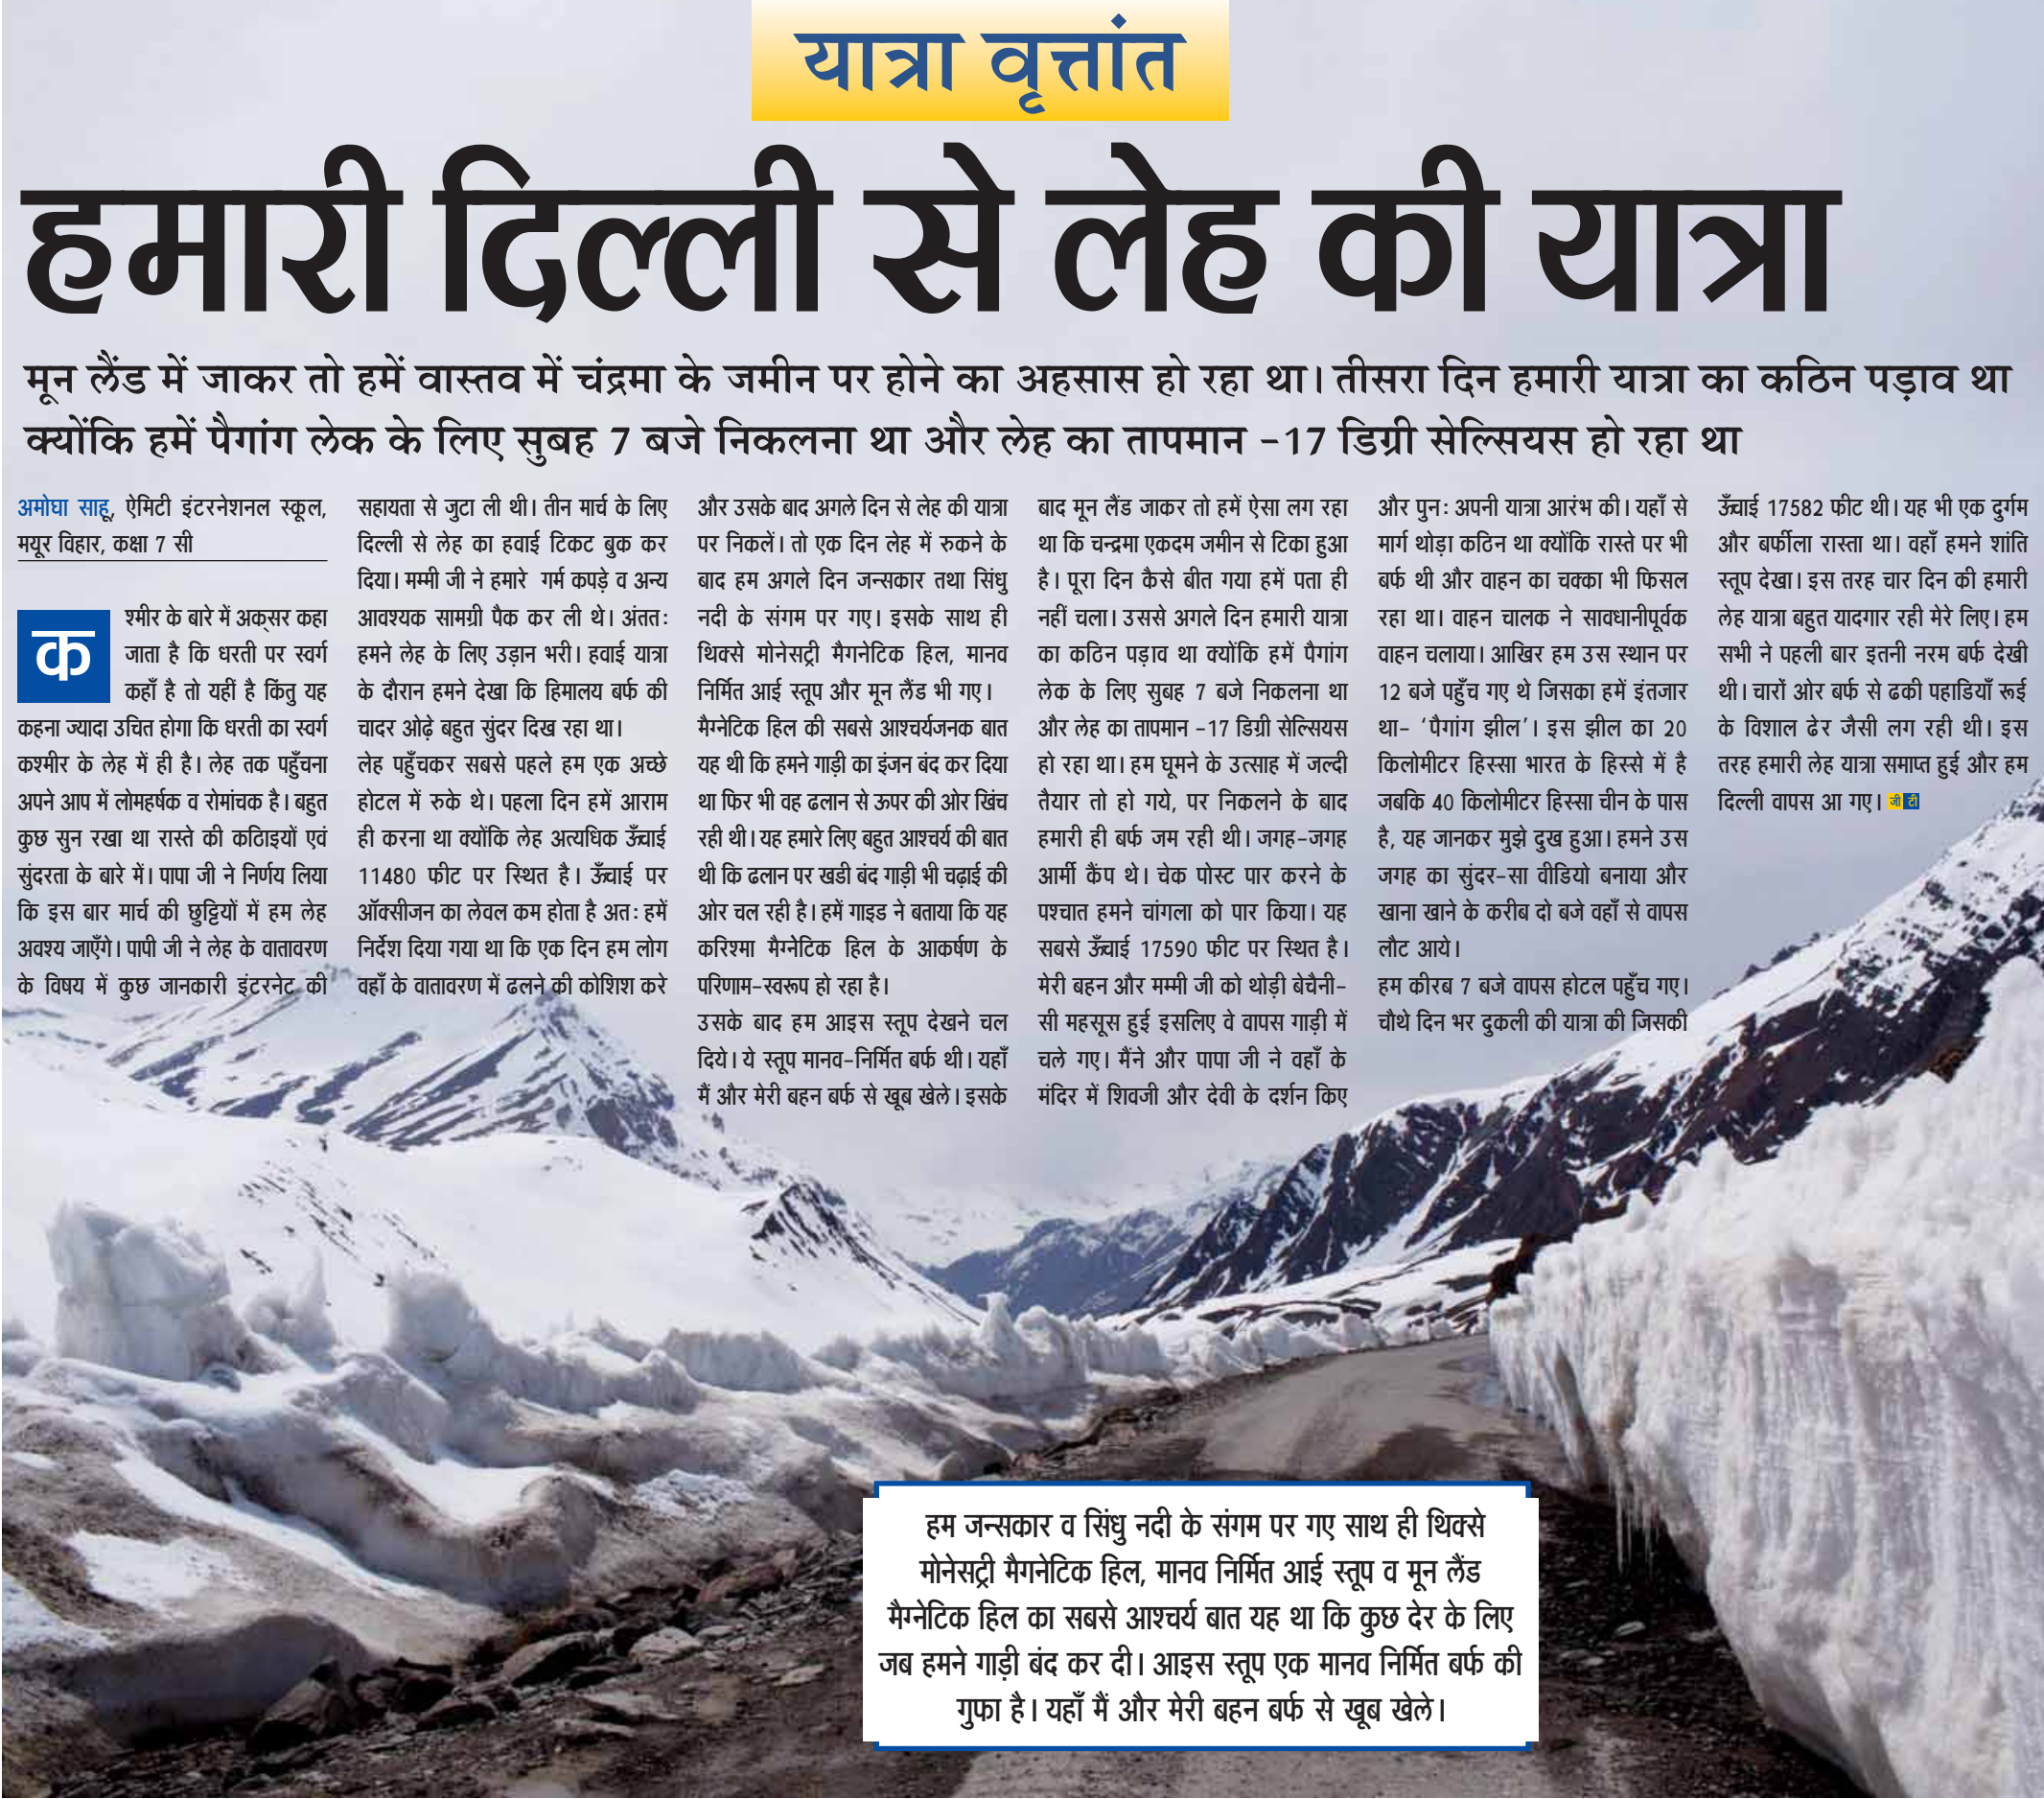 यात्रा वृत्तांत
हमारी दिल्ली से लेह की यात्रा
मून लैंड में जाकर तो हमें वास्तव में चंद्रमा के जमीन पर होने का अहसास हो रहा था। तीसरा दिन हमारी यात्रा का कठिन पड़ाव था
क्योंकि हमें पैगांग लेक के लिए सुबह 7 बजे निकलना था और लेह का तापमान -17 डिग्री सेल्सियस हो रहा था
अमोघा साहू, ऐमिटी इंटरनेशनल स्कूल,
मयूर विहार, कक्षा 7 सी
क
श्मीर के बारे में अक्सर कहा
जाता है कि धरती पर स्वर्ग
कहाँ है तो यहीं है किंतु यह
कहना ज्यादा उचित होगा कि धरती का स्वर्ग
कश्मीर के लेह में ही है। लेह तक पहुँचना
अपने आप में लोमहर्षक व रोमांचक है। बहुत
कुछ सुन रखा था रास्ते की कठिाइयों एवं
सुंदरता के बारे में। पापा जी ने निर्णय लिया
कि इस बार मार्च की छुट्टियों में हम लेह
अवश्य जाएँगे। पापी जी ने लेह के वातावरण
के विषय में कुछ जानकारी इंटरनेट की
सहायता से जुटा ली थी। तीन मार्च के लिए
दिल्ली से लेह का हवाई टिकट बुक कर
दिया। मम्मी जी ने हमारे गर्म कपड़े व अन्य
आवश्यक सामग्री पैक कर ली थे। अंततः
हमने लेह के लिए उड़ान भरी। हवाई यात्रा
के दौरान हमने देखा कि हिमालय बर्फ की
चादर ओढ़े बहुत सुंदर दिख रहा था।
लेह पहुँचकर सबसे पहले हम एक अच्छे
होटल में रुके थे। पहला दिन हमें आराम
ही करना था क्योंकि लेह अत्यधिक ऊँचाई
11480 फीट पर स्थित है। ऊँचाई पर
ऑक्सीजन का लेवल कम होता है अतः हमें
निर्देश दिया गया था कि एक दिन हम लोग
वहाँ के वातावरण में ढलने की कोशिश करे
और उसके बाद अगले दिन से लेह की यात्रा
पर निकलें। तो एक दिन लेह में रुकने के
बाद हम अगले दिन जन्सकार तथा सिंधु
नदी के संगम पर गए। इसके साथ ही
थिक्से मोनेसट्री मैगनेटिक हिल, मानव
निर्मित आई स्तूप और मून लैंड भी गए।
मैग्नेटिक हिल की सबसे आश्चर्यजनक बात
यह थी कि हमने गाड़ी का इंजन बंद कर दिया
था फिर भी वह ढलान से ऊपर की ओर खिंच
रही थी। यह हमारे लिए बहुत आश्चर्य की बात
थी कि ढलान पर खडी बंद गाड़ी भी चढ़ाई की
ओर चल रही है। हमें गाइड ने बताया कि यह
करिश्मा मैग्नेटिक हिल के आकर्षण के
परिणाम-स्वरूप हो रहा है।
उसके बाद हम आइस स्तूप देखने चल
दिये। ये स्तूप मानव-निर्मित बर्फ थी। यहाँ
मैं और मेरी बहन बर्फ से खूब खेले। इसके
बाद मून लैंड जाकर तो हमें ऐसा लग रहा
था कि चन्द्रमा एकदम जमीन से टिका हुआ
है। पूरा दिन कैसे बीत गया हमें पता ही
नहीं चला। उससे अगले दिन हमारी यात्रा
का कठिन पड़ाव था क्योंकि हमें पैगांग
लेक के लिए सुबह 7 बजे निकलना था
और लेह का तापमान -17 डिग्री सेल्सियस
हो रहा था। हम घूमने के उत्साह में जल्दी
तैयार तो हो गये, पर निकलने के बाद
हमारी ही बर्फ जम रही थी। जगह-जगह
आर्मी कैंप थे। चेक पोस्ट पार करने के
पश्चात हमने चांगला को पार किया। यह
सबसे ऊँचाई 17590 फीट पर स्थित है।
मेरी बहन और मम्मी जी को थोड़ी बेचैनी-
सी महसूस हुई इसलिए वे वापस गाड़ी में
चले गए। मैंने और पापा जी ने वहाँ के
मंदिर में शिवजी और देवी के दर्शन किए
और पुनः अपनी यात्रा आरंभ की। यहाँ से
मार्ग थोड़ा कठिन था क्योंकि रास्ते पर भी
बर्फ थी और वाहन का चक्का भी फिसल
रहा था। वाहन चालक ने सावधानीपूर्वक
वाहन चलाया। आखिर हम उस स्थान पर
12 बजे पहुँच गए थे जिसका हमें इंतजार
था- ‘पैगांग झील’। इस झील का 20
किलोमीटर हिस्सा भारत के हिस्से में है
जबकि 40 किलोमीटर हिस्सा चीन के पास
है, यह जानकर मुझे दुख हुआ। हमने उस
जगह का सुंदर-सा वीडियो बनाया और
खाना खाने के करीब दो बजे वहाँ से वापस
लौट आये।
हम कीरब 7 बजे वापस होटल पहुँच गए।
चौथे दिन भर दुकली की यात्रा की जिसकी
ऊँचाई 17582 फीट थी। यह भी एक दुर्गम
और बर्फीला रास्ता था। वहाँ हमने शांति
स्तूप देखा। इस तरह चार दिन की हमारी
लेह यात्रा बहुत यादगार रही मेरे लिए। हम
सभी ने पहली बार इतनी नरम बर्फ देखी
थी। चारों ओर बर्फ से ढकी पहाडियाँ रूई
के विशाल ढेर जैसी लग रही थी। इस
तरह हमारी लेह यात्रा समाप्त हुई और हम
दिल्ली वापस आ गए। जी टी
हम जन्सकार व सिंधु नदी के संगम पर गए साथ ही थिक्से
मोनेसट्री मैगनेटिक हिल, मानव निर्मित आई स्तूप व मून लैंड
मैग्नेटिक हिल का सबसे आश्चर्य बात यह था कि कुछ देर के लिए
जब हमने गाड़ी बंद कर दी। आइस स्तूप एक मानव निर्मित बर्फ की
गुफा है। यहाँ मैं और मेरी बहन बर्फ से खूब खेले।